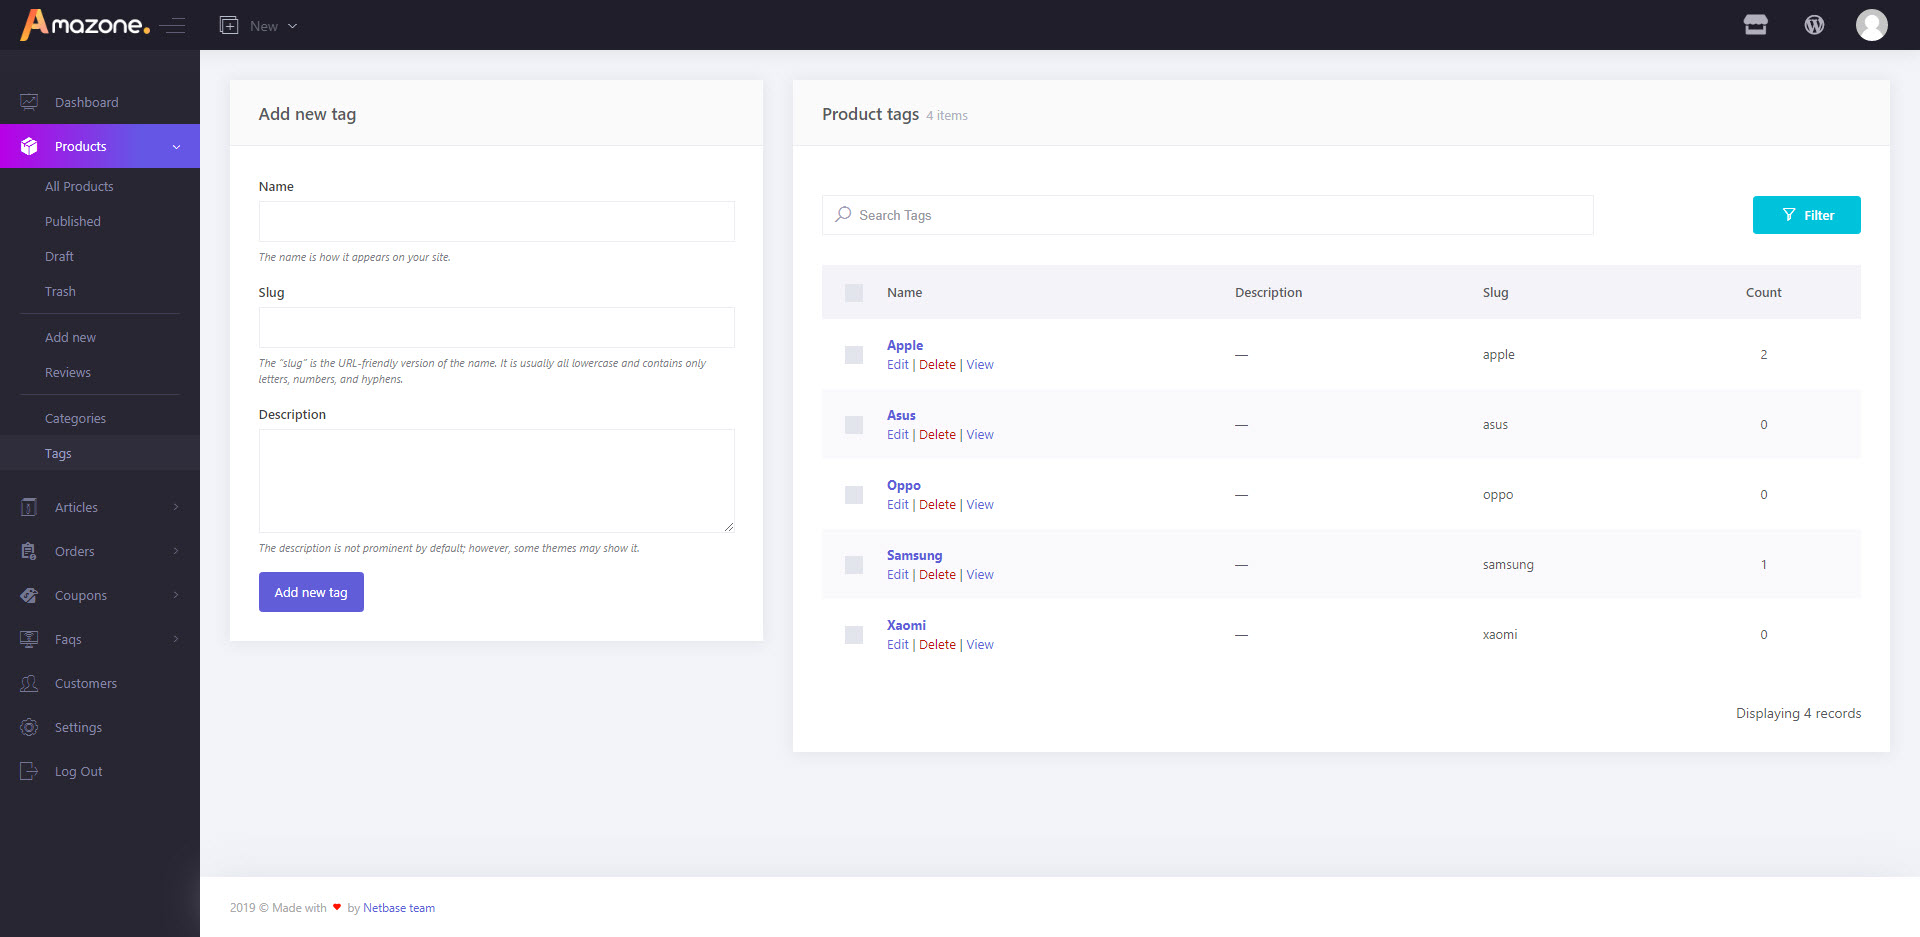 Amazone.
New
Dashboard
Products
All Products
Published
Draft
Trash
Add new
Reviews
Categories
Tags
Articles
Orders
Coupons
Faqs
Customers
Settings
Log Out
Add new tag
Name
The name is how it appears on your site.
Slug
The “slug” is the URL-friendly version of the name. It is usually all lowercase and contains only
letters, numbers, and hyphens.
Description
The description is not prominent by default; however, some themes may show it.
Add new tag
Product tags 4 items
Search Tags
Filter
Name Description Slug Count
Apple
Edit | Delete | View
— apple 2
Asus
Edit | Delete | View
— asus 0
Oppo
Edit | Delete | View
— oppo 0
Samsung
Edit | Delete | View
— samsung 1
Xaomi
Edit | Delete | View
— xaomi 0
Displaying 4 records
2019 © Made with ❤ by Netbase team